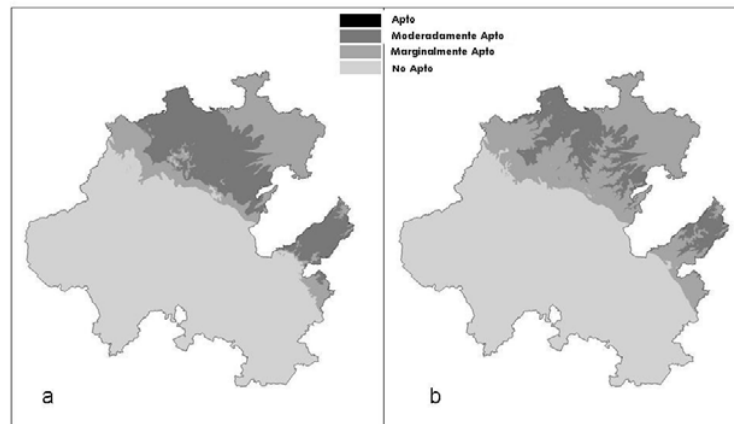 Apto
Moderadamente Apto
Marginalmente Apto
No Apto
a
b